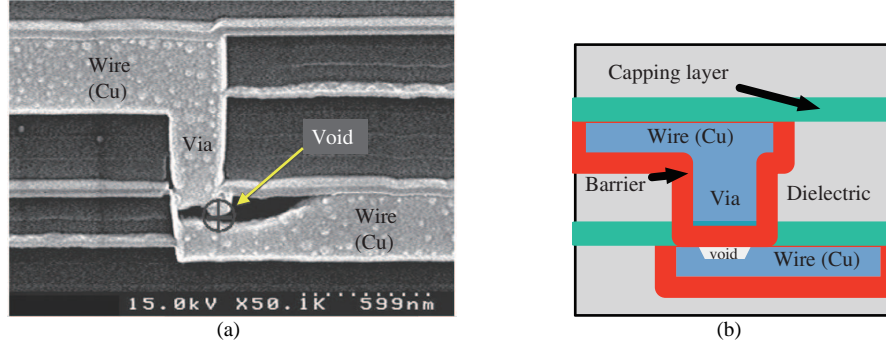 Wire
(Cu)
Via
Void
Wire
(Cu)
15.0kV X50.1K 599nm
(a)
Capping layer
Wire (Cu)
Barrier
Via
Dielectric
void
Wire (Cu)
(b)